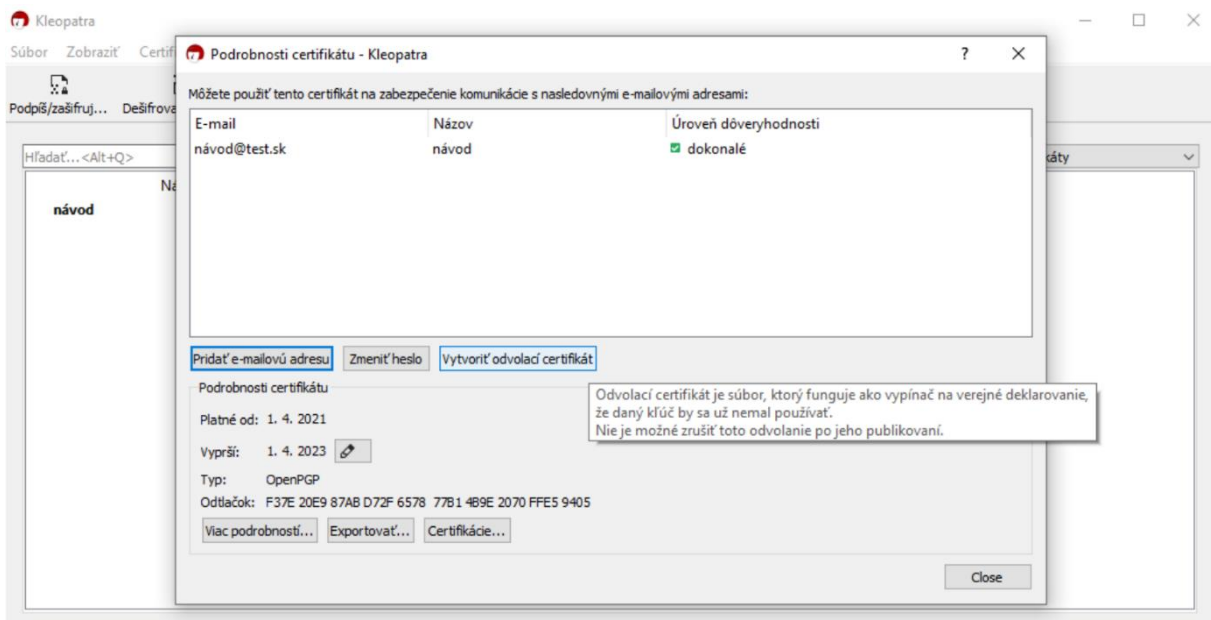 Kleopatra
Súbor Zobraziť
Podrobnosti certifikátu - Kleopatra
? ×
Podpíš/zašifruj...
Môžete použiť tento certifikát na zabezpečenie komunikácie s nasledovnými e-mailovými adresami:
E-mail Názov Úroveň dôveryhodnosti
návod@test.sk návod dokonalé
Hľadať...<Alt+Q>
návod
Pridať e-mailovú adresu Zmeniť heslo Vytvoriť odvolací certifikát
Podrobnosti certifikátu
Odvolací certifikát je súbor, ktorý funguje ako vypínač na verejné deklarovanie,
že daný kľúč by sa už nemal používať.
Nie je možné zrušiť toto odvolanie po jeho publikovaní.
Platné od: 1. 4. 2021
Vyprší: 1. 4. 2023
Typ: OpenPGP
Odtlačok: F37E 20E9 87AB D72F 6578 77B1 4B9E 2070 FFE5 9405
Viac podrobností... Exportovať... Certifikácie...
Close